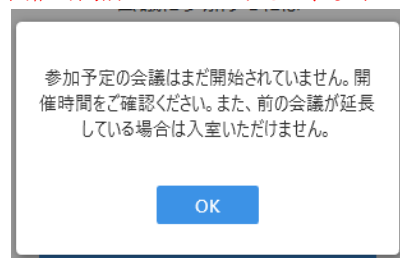 参加予定の会議はまだ開始されていません。開
催時間をご確認ください。また、前の会議が延長
している場合は入室いただけません。
OK